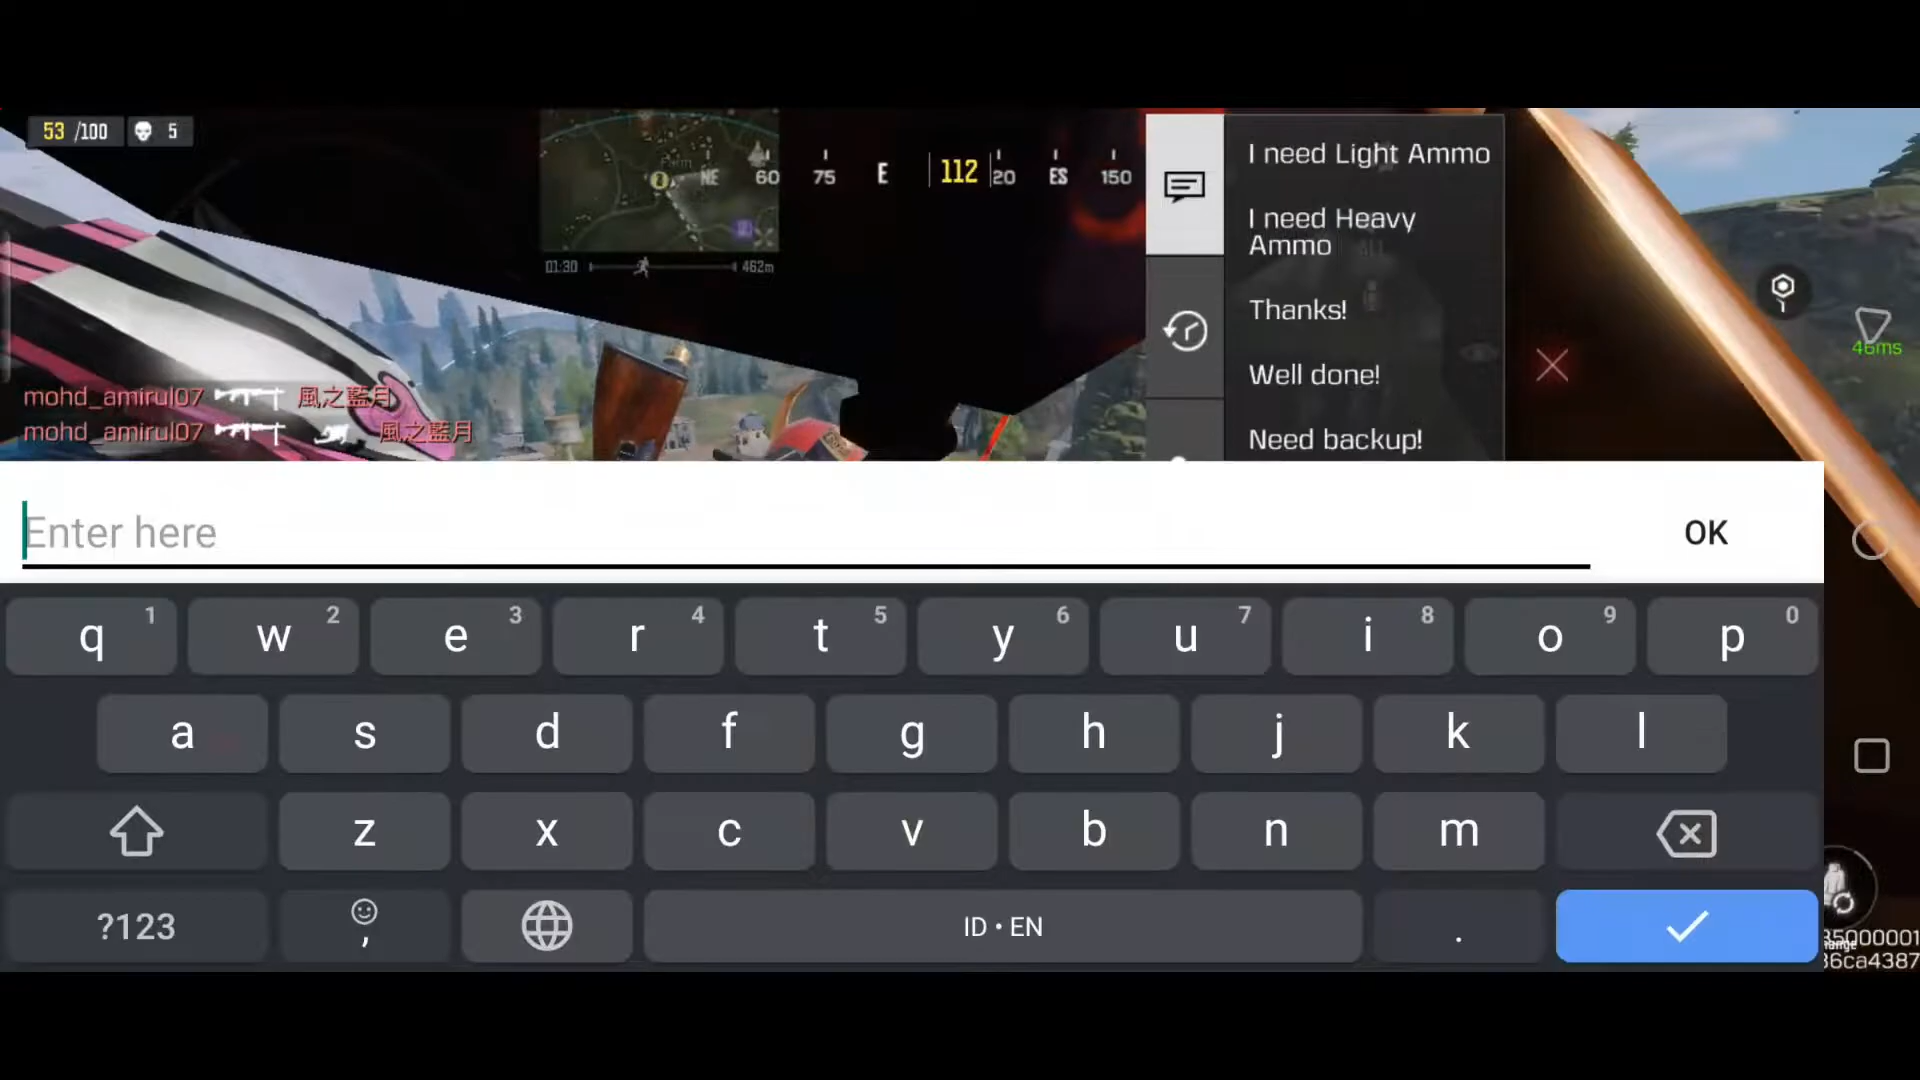 53 /100 5
NE 60 75 E 112 20 ES 150
01:30 462m
I need Light Ammo
I need Heavy
Ammo
Thanks!
Well done!
Need backup!
46ms
mohd_amirul07 風之藍月
mohd_amirul07 風之藍月
Enter here
OK
q 1 w 2 e 3 r 4 t 5 y 6 u 7 i 8 o 9 p 0
a s d f g h j k l
z x c v b n m
?123 , ID • EN .
35000001
36ca4387